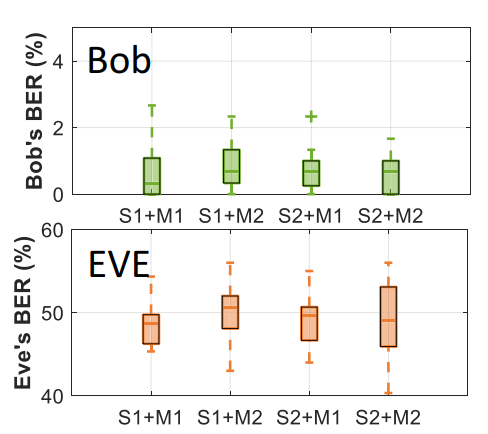 Bob's BER (%)
4
2
0
Bob
S1+M1 S1+M2 S2+M1 S2+M2
Eve's BER (%)
60
50
40
EVE
S1+M1 S1+M2 S2+M1 S2+M2